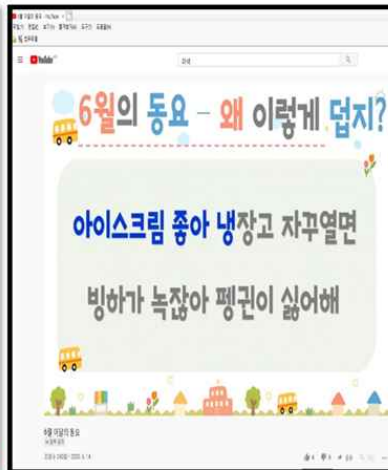 YouTube
6월의 동요 - 왜 이렇게 덥지?
아이스크림 좋아 냉장고 자꾸열면
빙하가 녹잖아 펭귄이 싫어해
6월 이달의 동요